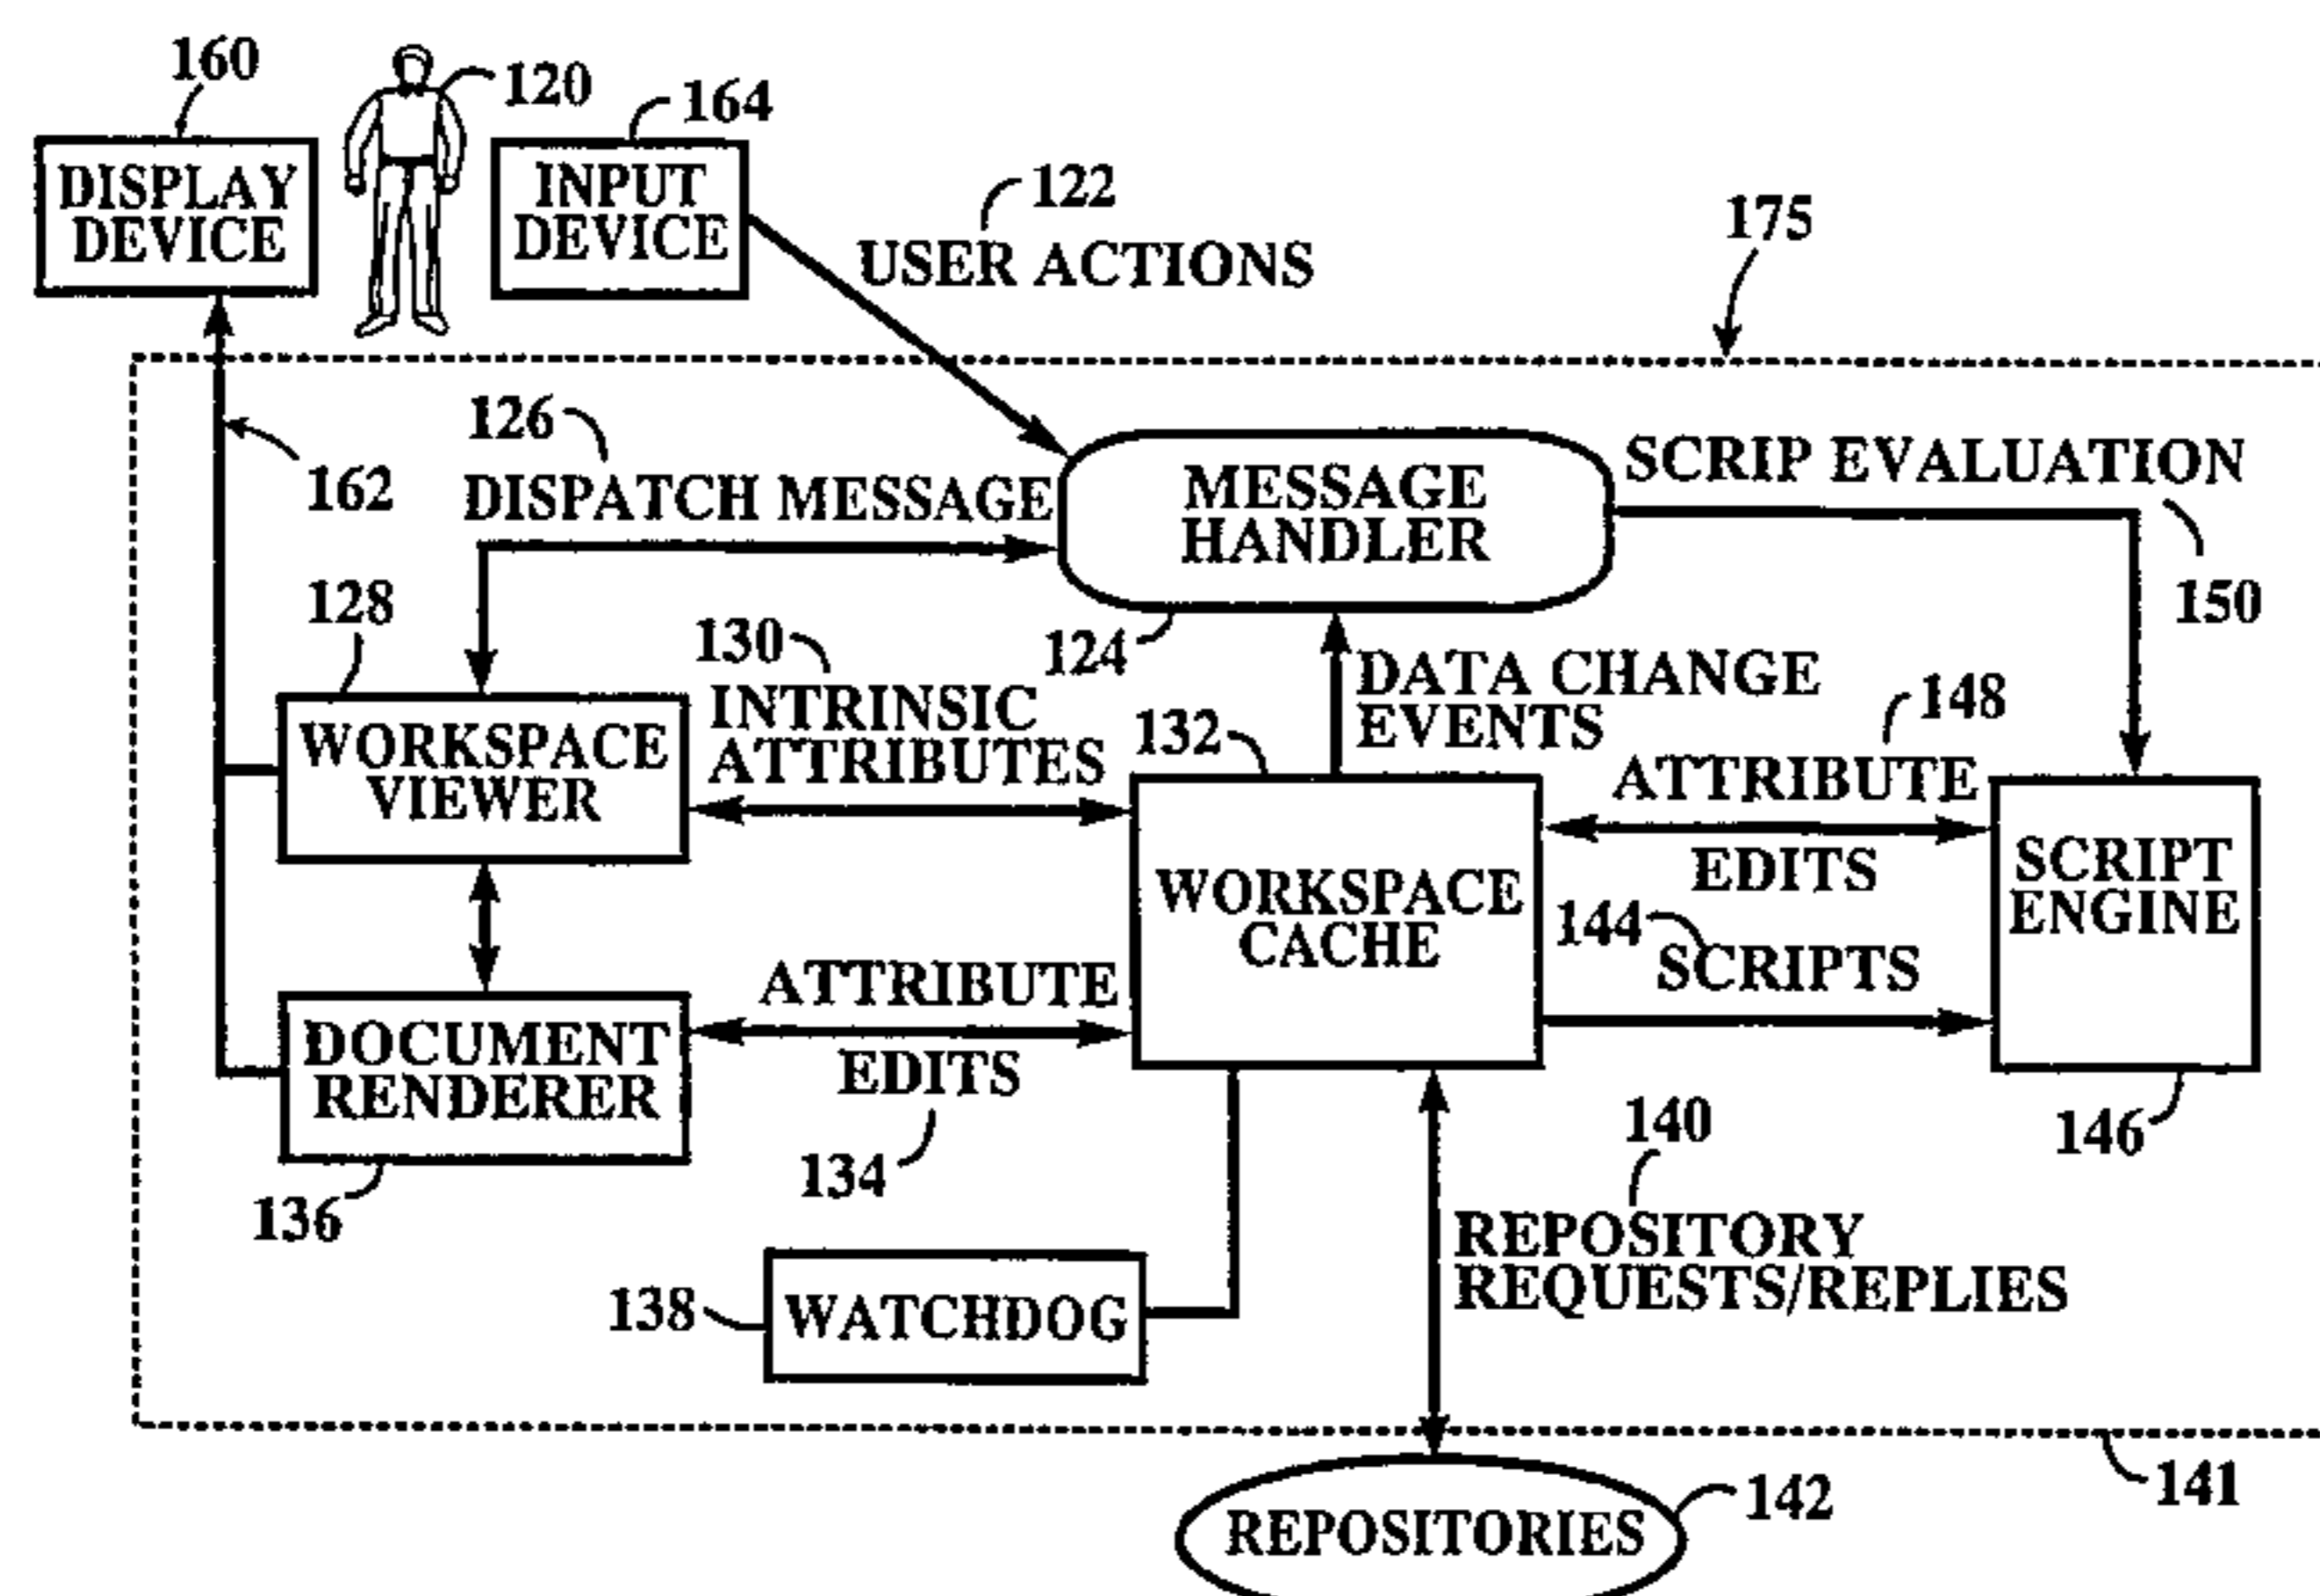 160
120
164
DISPLAY
DEVICE
INPUT
DEVICE
122
USER ACTIONS
175
126
DISPATCH MESSAGE
162
MESSAGE
HANDLER
SCRIP EVALUATION
150
128
130
INTRINSIC
ATTRIBUTES
124
DATA CHANGE
EVENTS
132
148
WORKSPACE
VIEWER
ATTRIBUTE
EDITS
WORKSPACE
CACHE
SCRIPT
ENGINE
144
SCRIPTS
DOCUMENT
RENDERER
ATTRIBUTE
EDITS
134
136
146
140
REPOSITORY
REQUESTS/REPLIES
138
WATCHDOG
141
142
REPOSITORIES